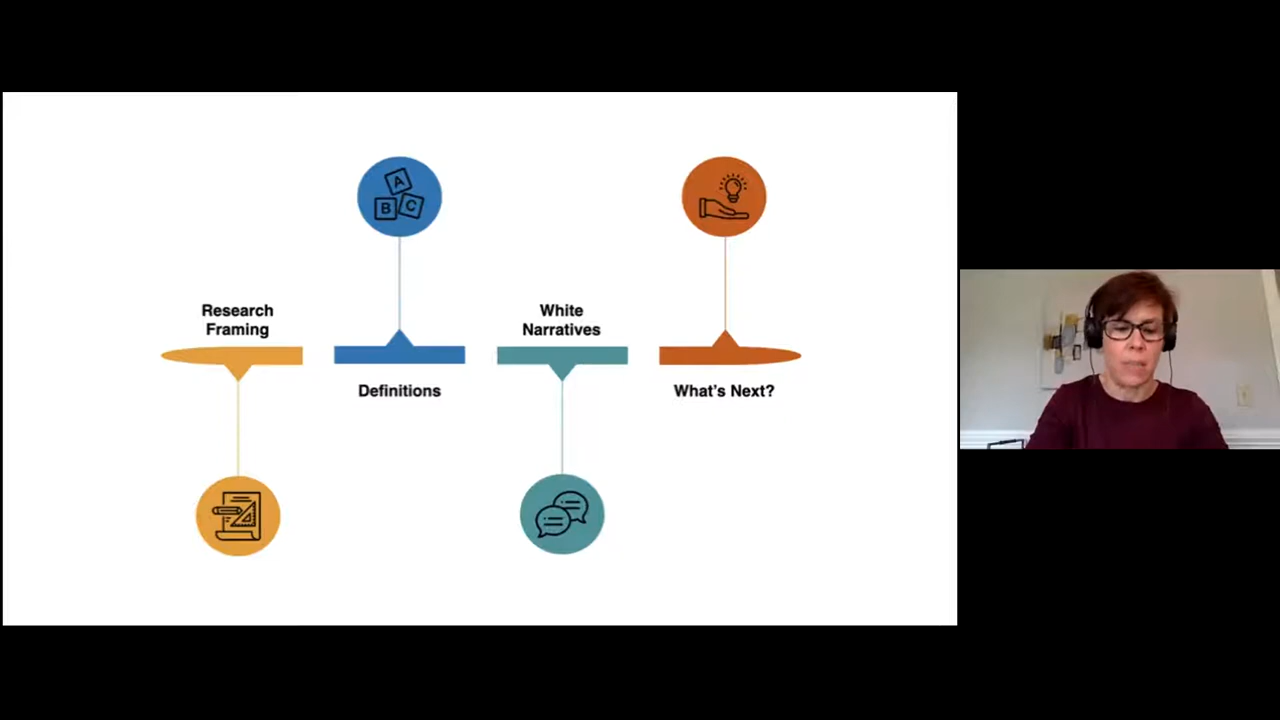 A
B C
Research
Framing
Definitions
White
Narratives
What's Next?